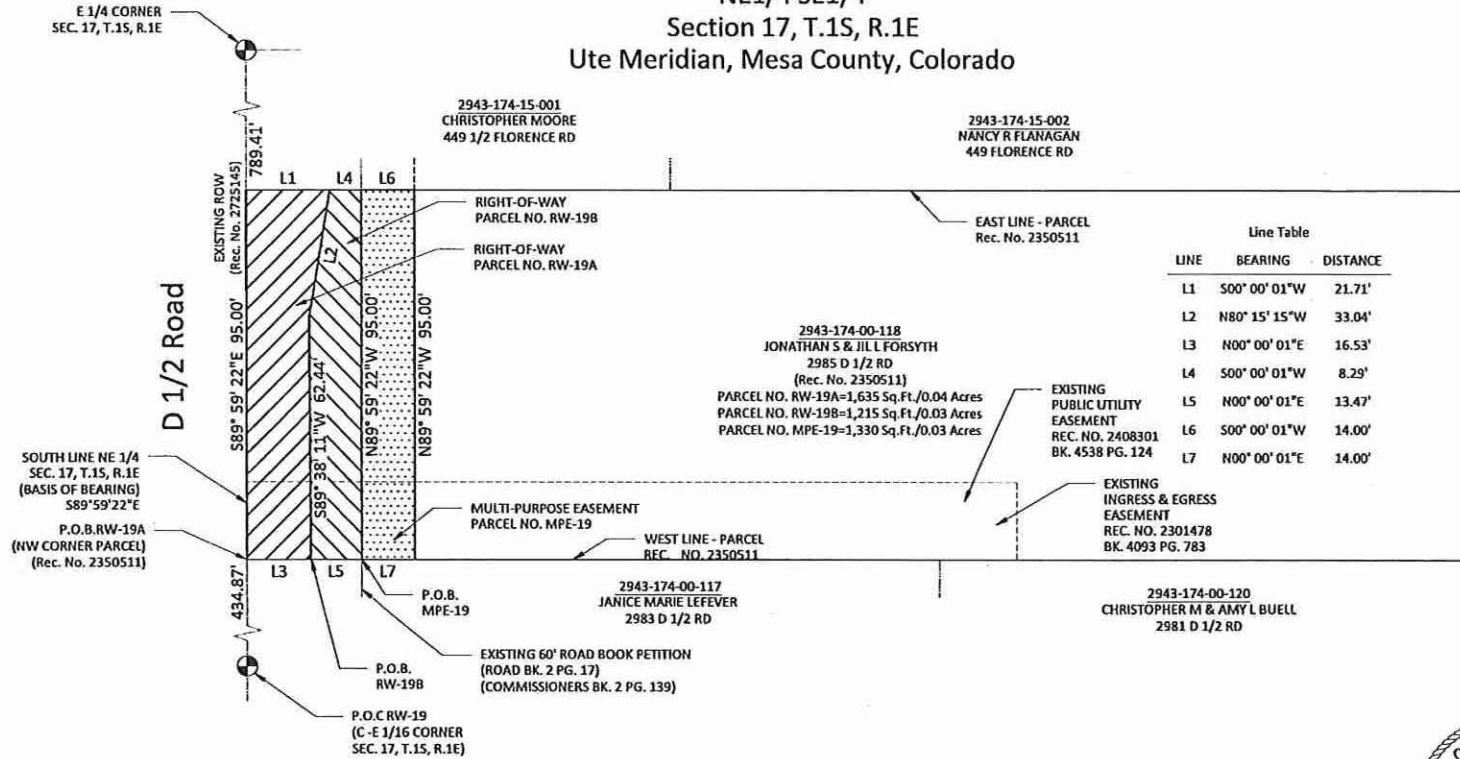 NE1/4 SE1/4
Section 17, T.1S, R.1E
Ute Meridian, Mesa County, Colorado
E 1/4 CORNER
SEC. 17, T.1S, R.1E
2943-174-15-001
CHRISTOPHER MOORE
449 1/2 FLORENCE RD
2943-174-15-002
NANCY R FLANAGAN
449 FLORENCE RD
789.41'
EXISTING ROW
(Rec. No. 2725145)
L1
L4
L6
RIGHT-OF-WAY
PARCEL NO. RW-19B
RIGHT-OF-WAY
PARCEL NO. RW-19A
EAST LINE - PARCEL
Rec. No. 2350511
Line Table
LINE BEARING DISTANCE
L1 S00° 00' 01"W 21.71'
L2 N80° 15' 15"W 33.04'
L3 N00° 00' 01"E 16.53'
L4 S00° 00' 01"W 8.29'
L5 N00° 00' 01"E 13.47'
L6 S00° 00' 01"W 14.00'
L7 N00° 00' 01"E 14.00'
D 1/2 Road
S89° 59' 22"E 95.00'
L2
S89° 38' 11"W 62.44'
N89° 59' 22"W 95.00'
N89° 59' 22"W 95.00'
2943-174-00-118
JONATHAN S & JILL FORSYTH
2985 D 1/2 RD
(Rec. No. 2350511)
PARCEL NO. RW-19A=1,635 Sq.Ft./0.04 Acres
PARCEL NO. RW-19B=1,215 Sq.Ft./0.03 Acres
PARCEL NO. MPE-19=1,330 Sq.Ft./0.03 Acres
EXISTING
PUBLIC UTILITY
EASEMENT
REC. NO. 2408301
BK. 4538 PG. 124
SOUTH LINE NE 1/4
SEC. 17, T.1S, R.1E
(BASIS OF BEARING)
S89°59'22"E
P.O.B.RW-19A
(NW CORNER PARCEL)
(Rec. No. 2350511)
MULTI-PURPOSE EASEMENT
PARCEL NO. MPE-19
WEST LINE - PARCEL
REC. NO. 2350511
EXISTING
INGRESS & EGRESS
EASEMENT
REC. NO. 2301478
BK. 4093 PG. 783
434.87'
L3
L5
L7
P.O.B.
MPE-19
2943-174-00-117
JANICE MARIE LEFEVER
2983 D 1/2 RD
2943-174-00-120
CHRISTOPHER M & AMY L BUELL
2981 D 1/2 RD
P.O.B.
RW-19B
EXISTING 60' ROAD BOOK PETITION
(ROAD BK. 2 PG. 17)
(COMMISSIONERS BK. 2 PG. 139)
P.O.C RW-19
(C -E 1/16 CORNER
SEC. 17, T.1S, R.1E)